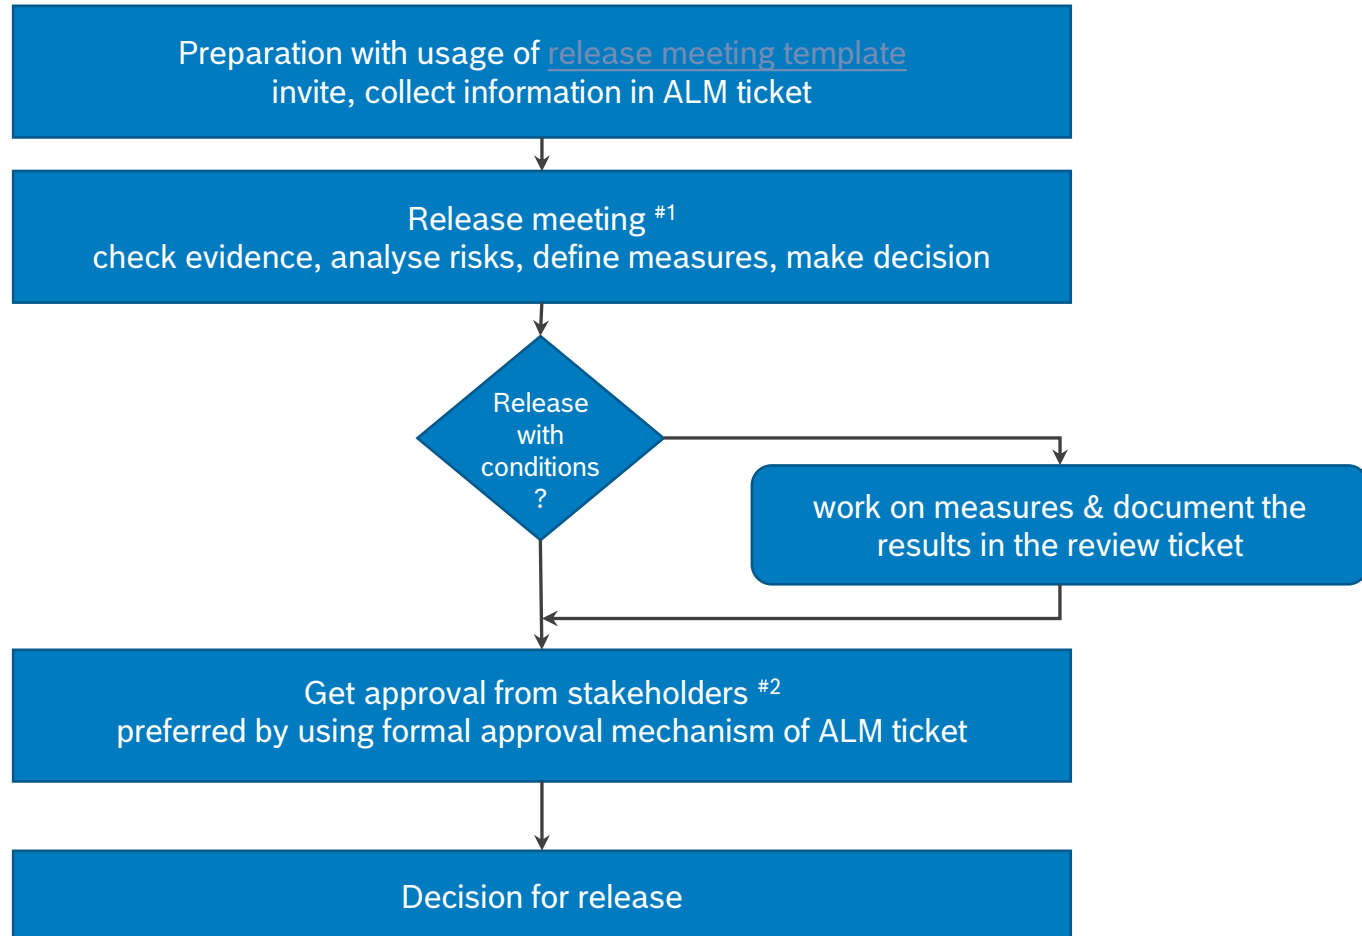 Preparation with usage of release meeting template
invite, collect information in ALM ticket
Release meeting #1
check evidence, analyse risks, define measures, make decision
Release
with
conditions
?
work on measures & document the
results in the review ticket
Get approval from stakeholders #2
preferred by using formal approval mechanism of ALM ticket
Decision for release